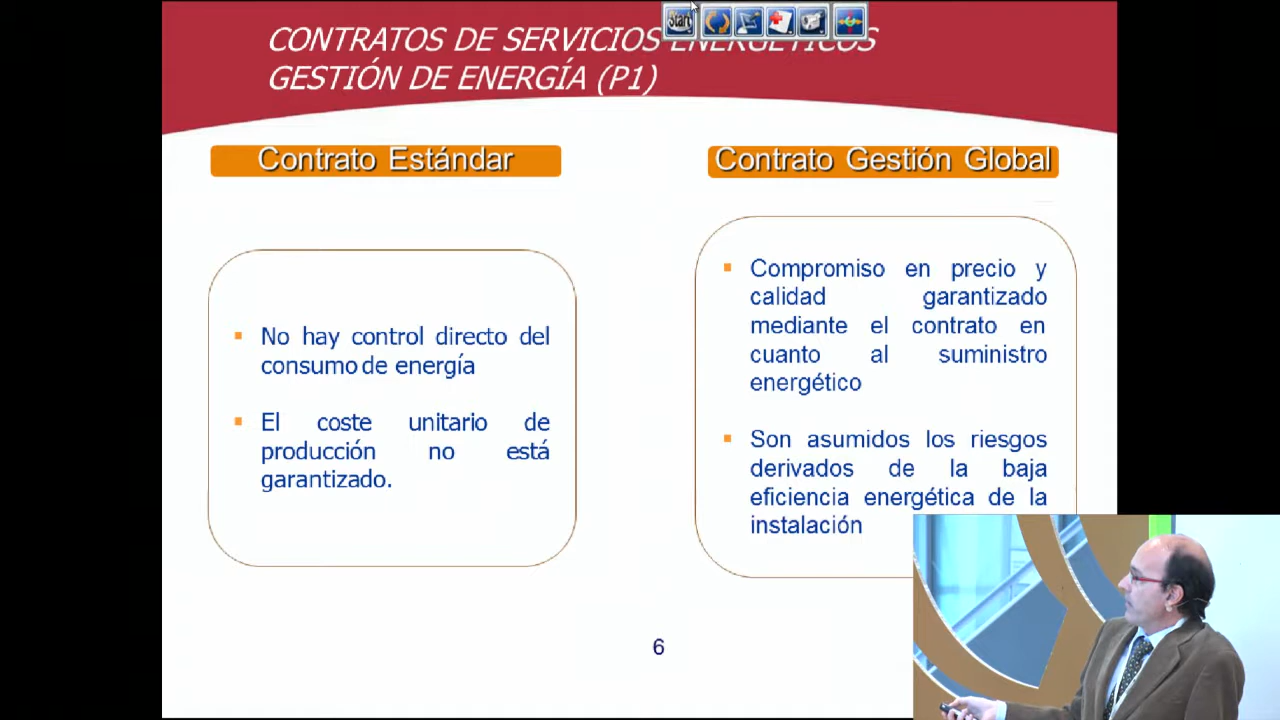 CONTRATOS DE SERVICIOS ENERGÉTICOS
GESTIÓN DE ENERGÍA (P1)
Start
Contrato Estándar
No hay control directo del
consumo de energía
El coste unitario de
producción no está
garantizado.
Contrato Gestión Global
Compromiso en precio y
calidad garantizado
mediante el contrato en
cuanto al suministro
energético
Son asumidos los riesgos
derivados de la baja
eficiencia energética de la
instalación
6